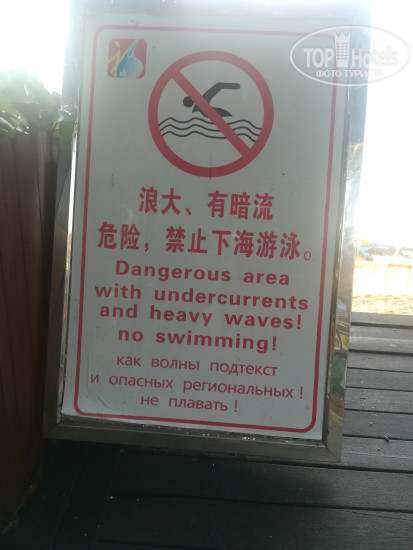 TOP Hotels
ФОТО ТУРИСТА
浪大、有暗流
危险，禁止下海游泳。
Dangerous area
with undercurrents
and heavy waves!
no swimming!
как волны подтекст
и опасных региональных !
не плавать !